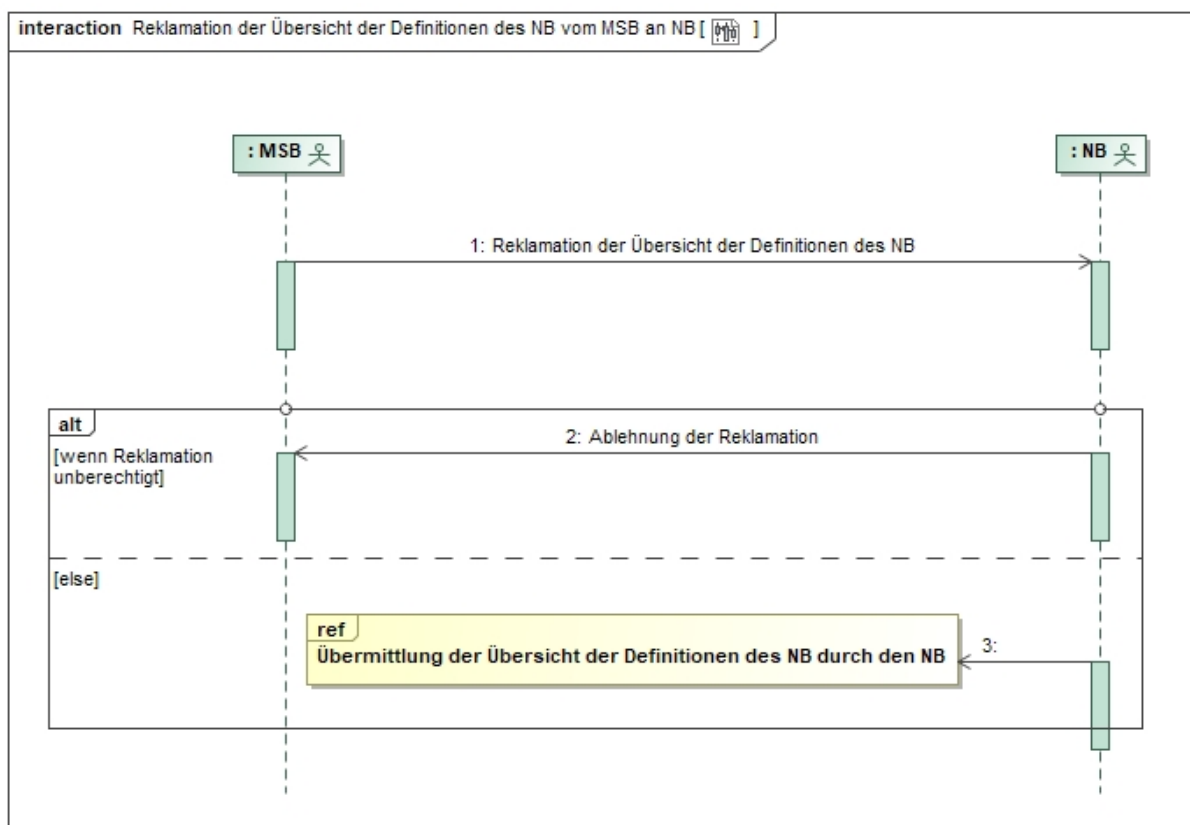 interaction Reklamation der Übersicht der Definitionen des NB vom MSB an NB [ ]
: MSB
: NB
1: Reklamation der Übersicht der Definitionen des NB
alt
2: Ablehnung der Reklamation
[wenn Reklamation
unberechtigt]
[else]
ref
3:
Übermittlung der Übersicht der Definitionen des NB durch den NB